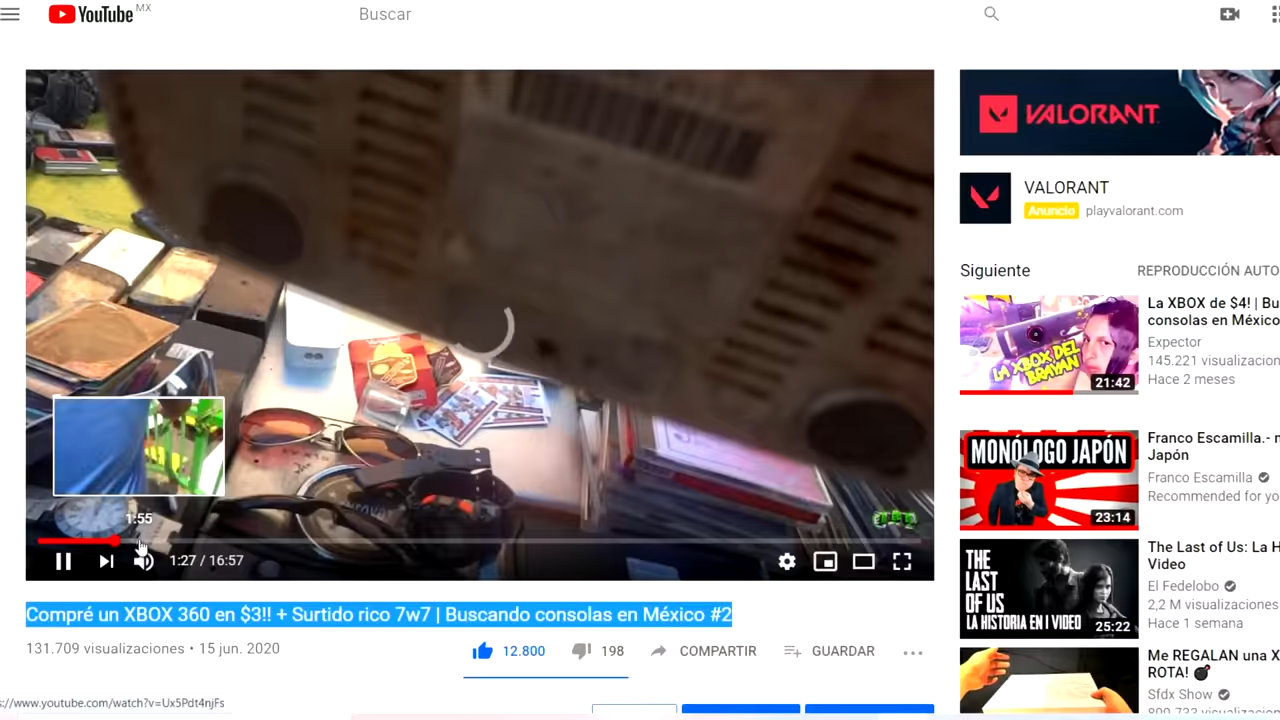 YouTube MX
Buscar
VALORANT
VALORANT
Anuncio playvalorant.com
1:55
1:27 / 16:57
Compré un XBOX 360 en $3!! + Surtido rico 7w7 | Buscando consolas en México #2
131.709 visualizaciones • 15 jun. 2020
12.800
198
COMPARTIR
GUARDAR
s://www.youtube.com/watch?v=Ux5Pdt4njFs
Siguiente
REPRODUCCIÓN AUTO
LA XBOX DEL
BRAYAN
21:42
La XBOX de $4! | Bu
consolas en México
Expector
145.221 visualizacion
Hace 2 meses
MONÓLOGO JAPÓN
23:14
Franco Escamilla.- m
Japón
Franco Escamilla
Recommended for yo
THE
LAST
OF US
LA HISTORIA EN 1 VIDEO
25:22
The Last of Us: La H
Video
El Fedelobo
2,2 M visualizaciones
Hace 1 semana
Me REGALAN una X
ROTA!
Sfdx Show